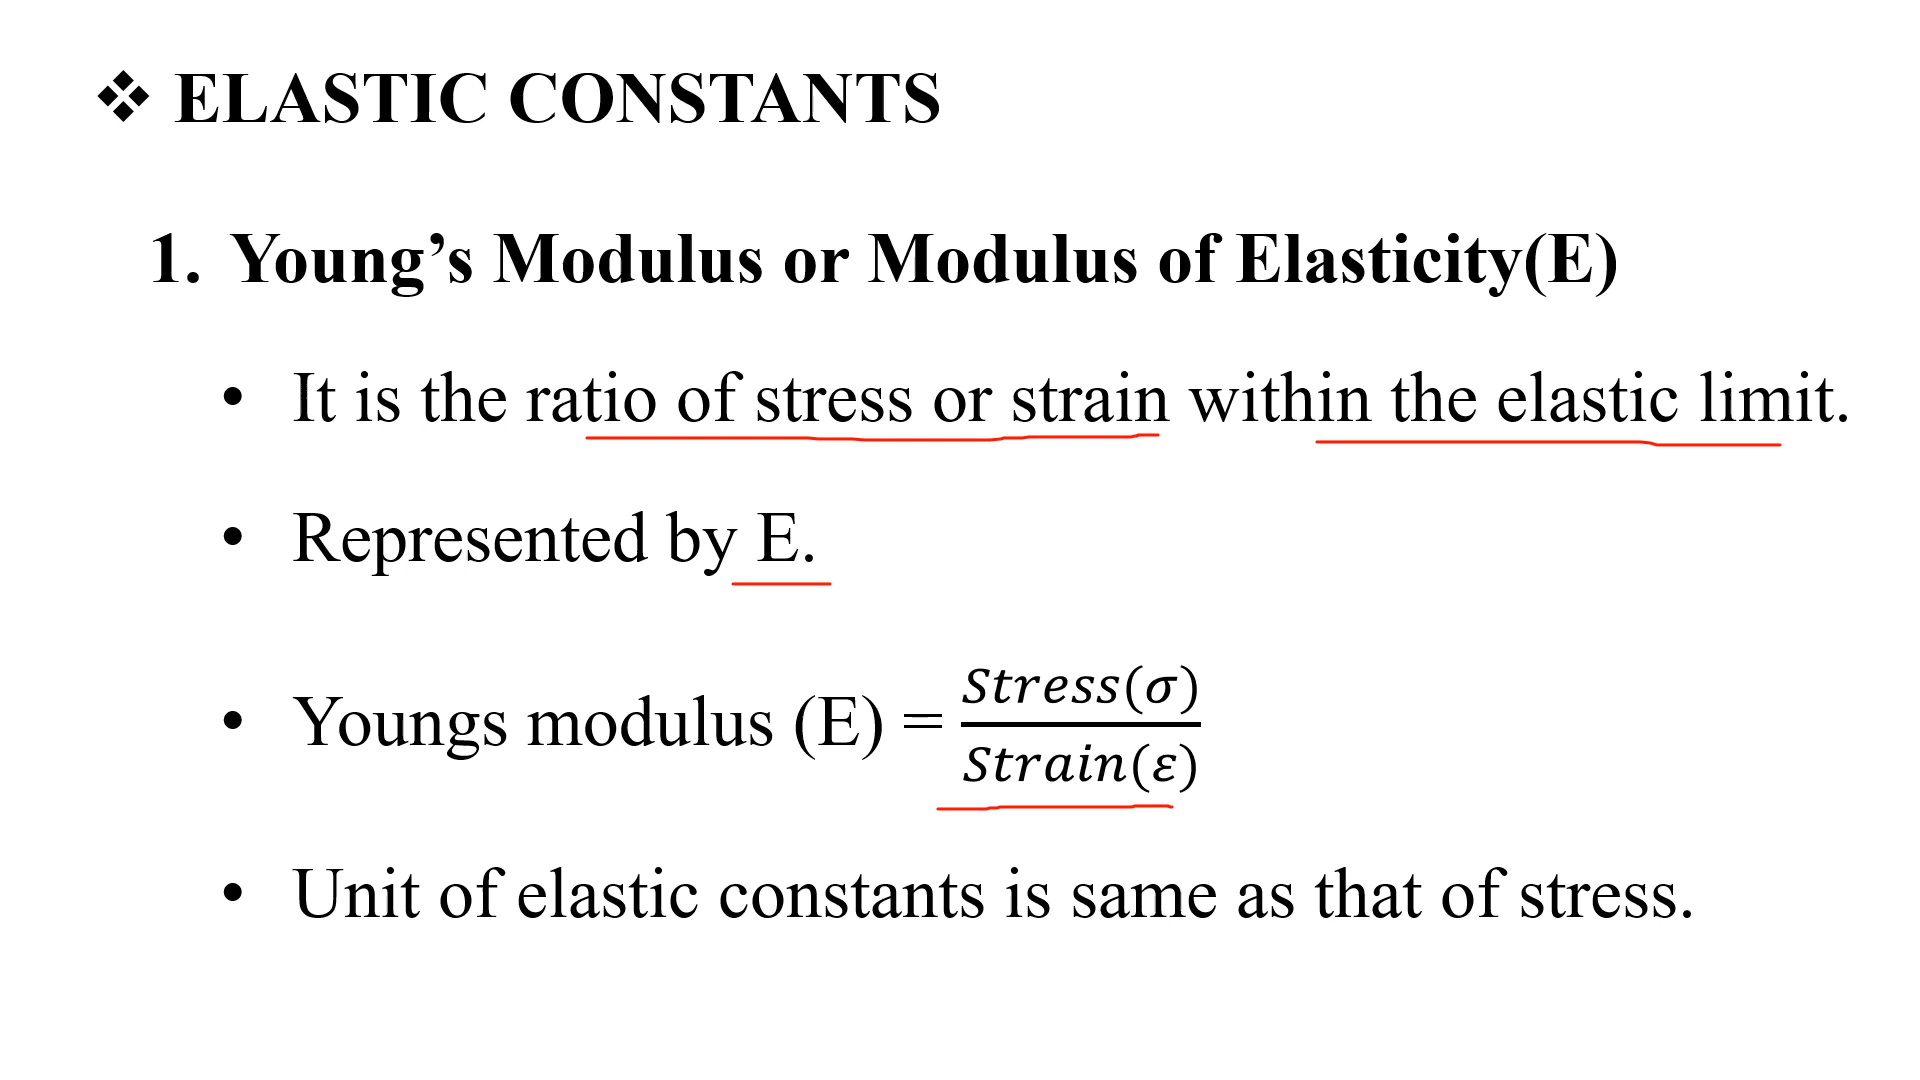 ❖ ELASTIC CONSTANTS
1. Young’s Modulus or Modulus of Elasticity(E)
• It is the ratio of stress or strain within the elastic limit.
• Represented by E.
• Youngs modulus (E) = Stress(σ) / Strain(ε)
• Unit of elastic constants is same as that of stress.